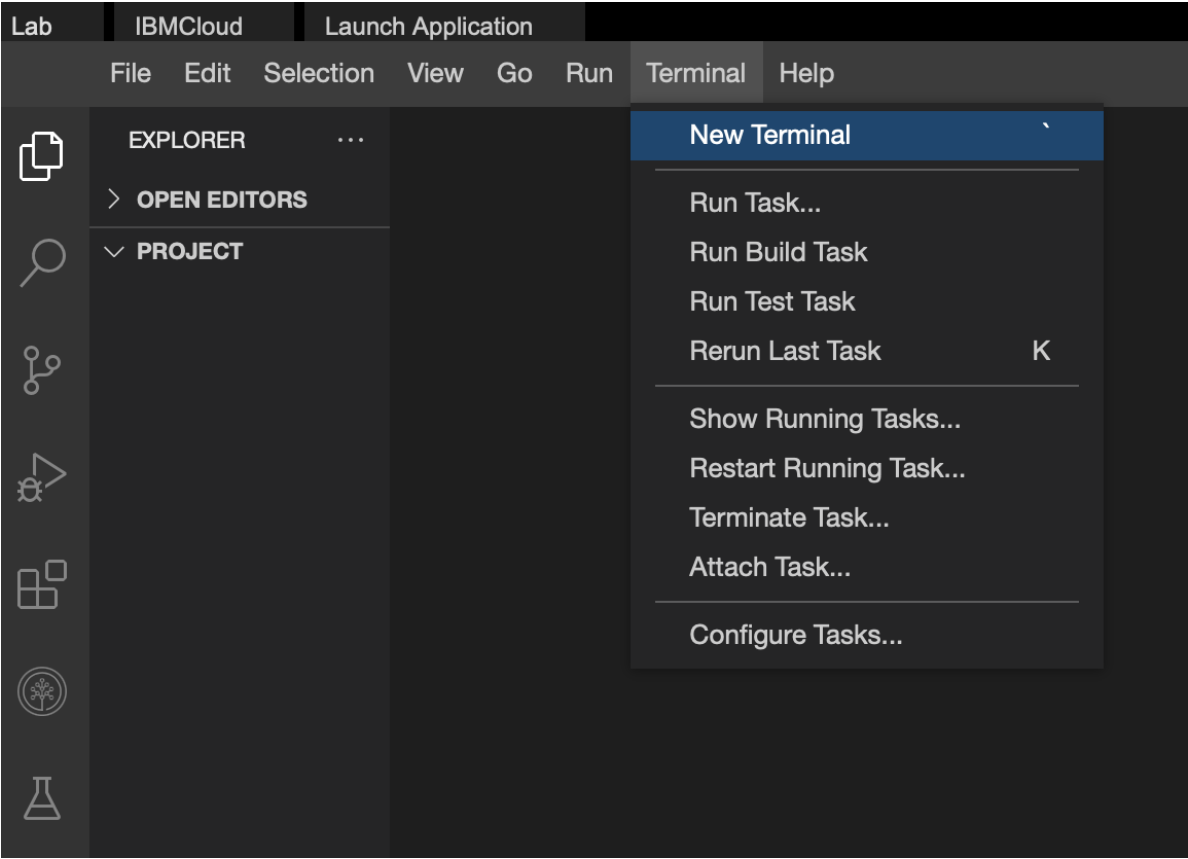 Lab IBMCloud Launch Application
File Edit Selection View Go Run Terminal Help
EXPLORER ...
OPEN EDITORS
PROJECT
New Terminal `
Run Task...
Run Build Task
Run Test Task
Rerun Last Task K
Show Running Tasks...
Restart Running Task...
Terminate Task...
Attach Task...
Configure Tasks...